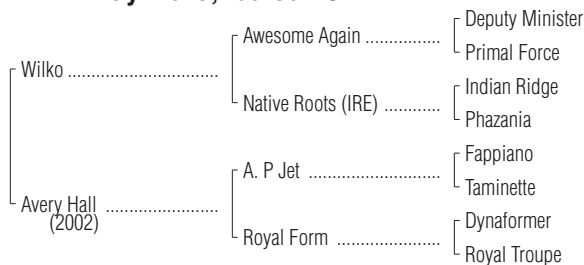 Deputy Minister
Awesome Again
Primal Force
Wilko
Indian Ridge
Native Roots (IRE)
Phazania
Fappiano
A. P Jet
Taminette
Avery Hall
(2002)
Dynaformer
Royal Form
Royal Troupe